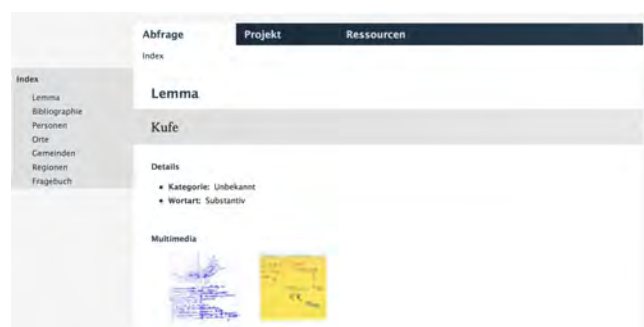 Abfrage Projekt Ressourcen
Index
Index
Lemma
Bibliographie
Personen
Orte
Gemeinden
Regionen
Fragebuch
Lemma
Kufe
Details
• Kategorie: Unbekannt
• Wortart: Substantiv
Multimedia